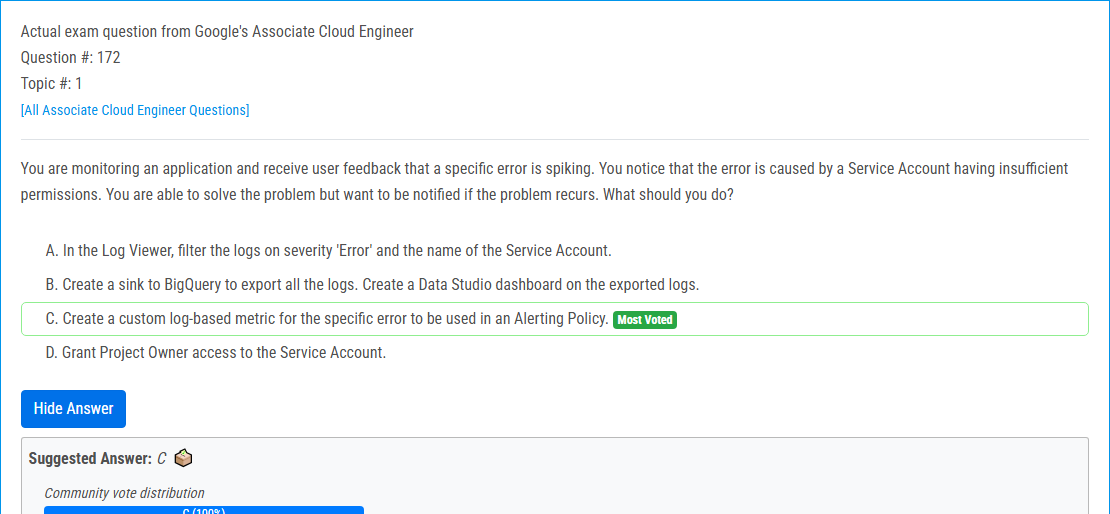 Actual exam question from Google's Associate Cloud Engineer
Question #: 172
Topic #: 1
[All Associate Cloud Engineer Questions]
You are monitoring an application and receive user feedback that a specific error is spiking. You notice that the error is caused by a Service Account having insufficient
permissions. You are able to solve the problem but want to be notified if the problem recurs. What should you do?
A. In the Log Viewer, filter the logs on severity 'Error' and the name of the Service Account.
B. Create a sink to BigQuery to export all the logs. Create a Data Studio dashboard on the exported logs.
C. Create a custom log-based metric for the specific error to be used in an Alerting Policy. Most Voted
D. Grant Project Owner access to the Service Account.
Hide Answer
Suggested Answer: C
Community vote distribution
C (100%)